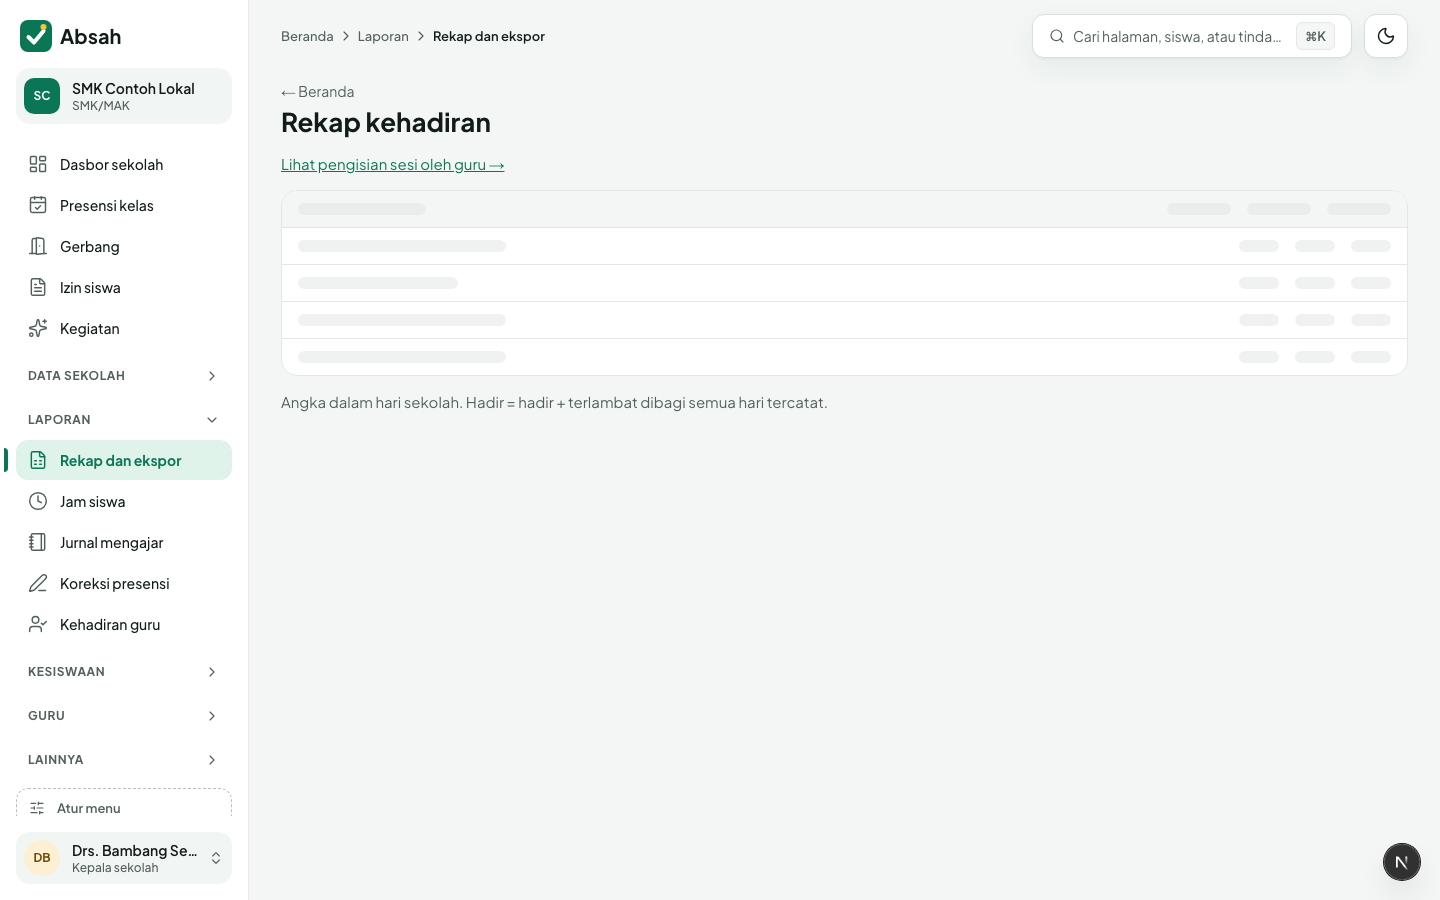 Absah
SC
SMK Contoh Lokal
SMK/MAK
Dasbor sekolah
Presensi kelas
Gerbang
Izin siswa
Kegiatan
DATA SEKOLAH
LAPORAN
Rekap dan ekspor
Jam siswa
Jurnal mengajar
Koreksi presensi
Kehadiran guru
KESISWAAN
GURU
LAINNYA
Atur menu
DB
Drs. Bambang Se...
Kepala sekolah
Beranda > Laporan > Rekap dan ekspor
Cari halaman, siswa, atau tinda... ⌘K
← Beranda
Rekap kehadiran
Lihat pengisian sesi oleh guru →
Angka dalam hari sekolah. Hadir = hadir + terlambat dibagi semua hari tercatat.
N